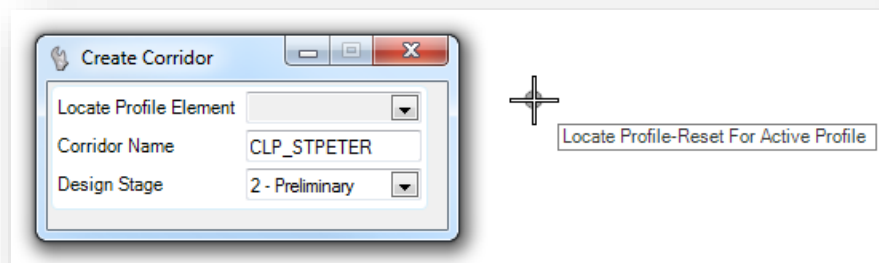 Create Corridor
Locate Profile Element
Corridor Name CLP_STPETER
Design Stage 2 - Preliminary
Locate Profile-Reset For Active Profile